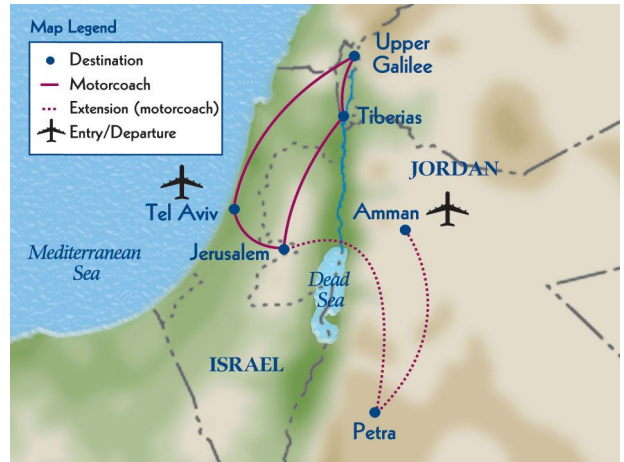 Map Legend
Destination
Motorcoach
Extension (motorcoach)
Entry/Departure
Upper
Galilee
Tiberias
JORDAN
Amman
Tel Aviv
Jerusalem
Mediterranean
Sea
Dead
Sea
ISRAEL
Petra